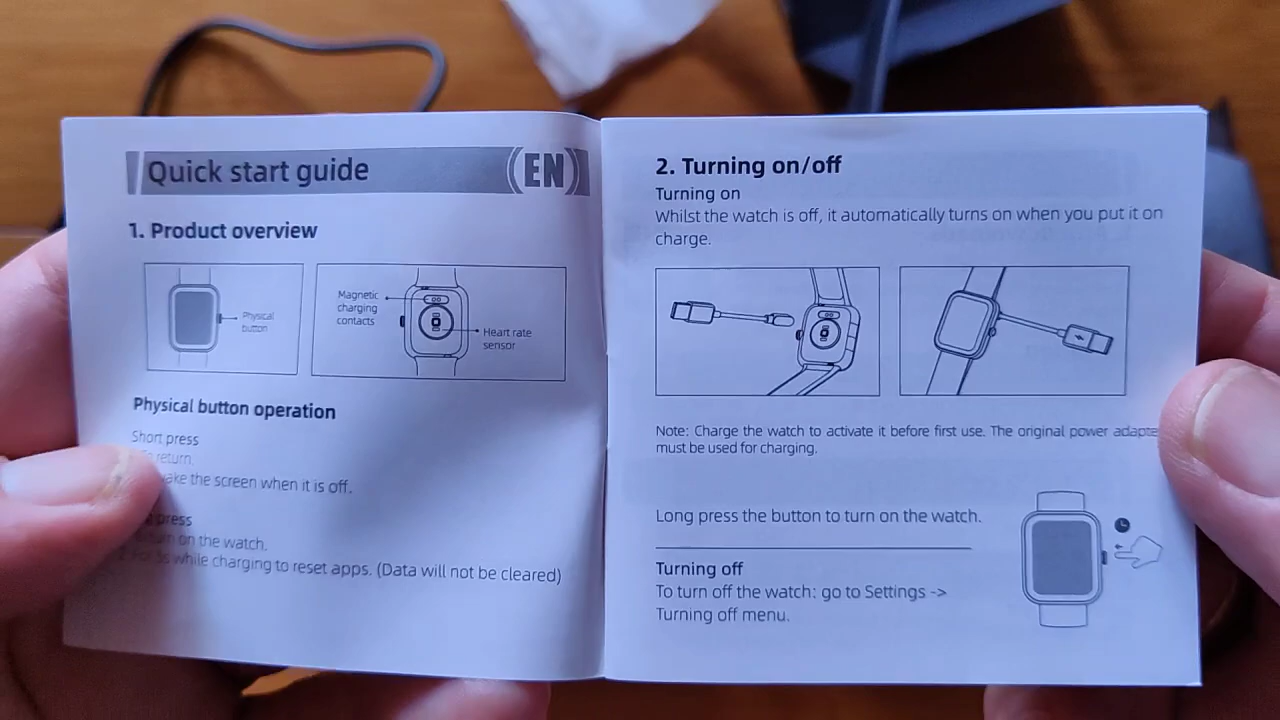 Quick start guide
(EN)
1. Product overview
Physical
button
Magnetic
charging
contacts
Heart rate
sensor
Physical button operation
Short press
return.
the screen when it is off.
press
on the watch.
5s while charging to reset apps. (Data will not be cleared)
2. Turning on/off
Turning on
Whilst the watch is off, it automatically turns on when you put it on
charge.
Note: Charge the watch to activate it before first use. The original power
must be used for charging.
Long press the button to turn on the watch.
Turning off
To turn off the watch: go to Settings ->
Turning off menu.